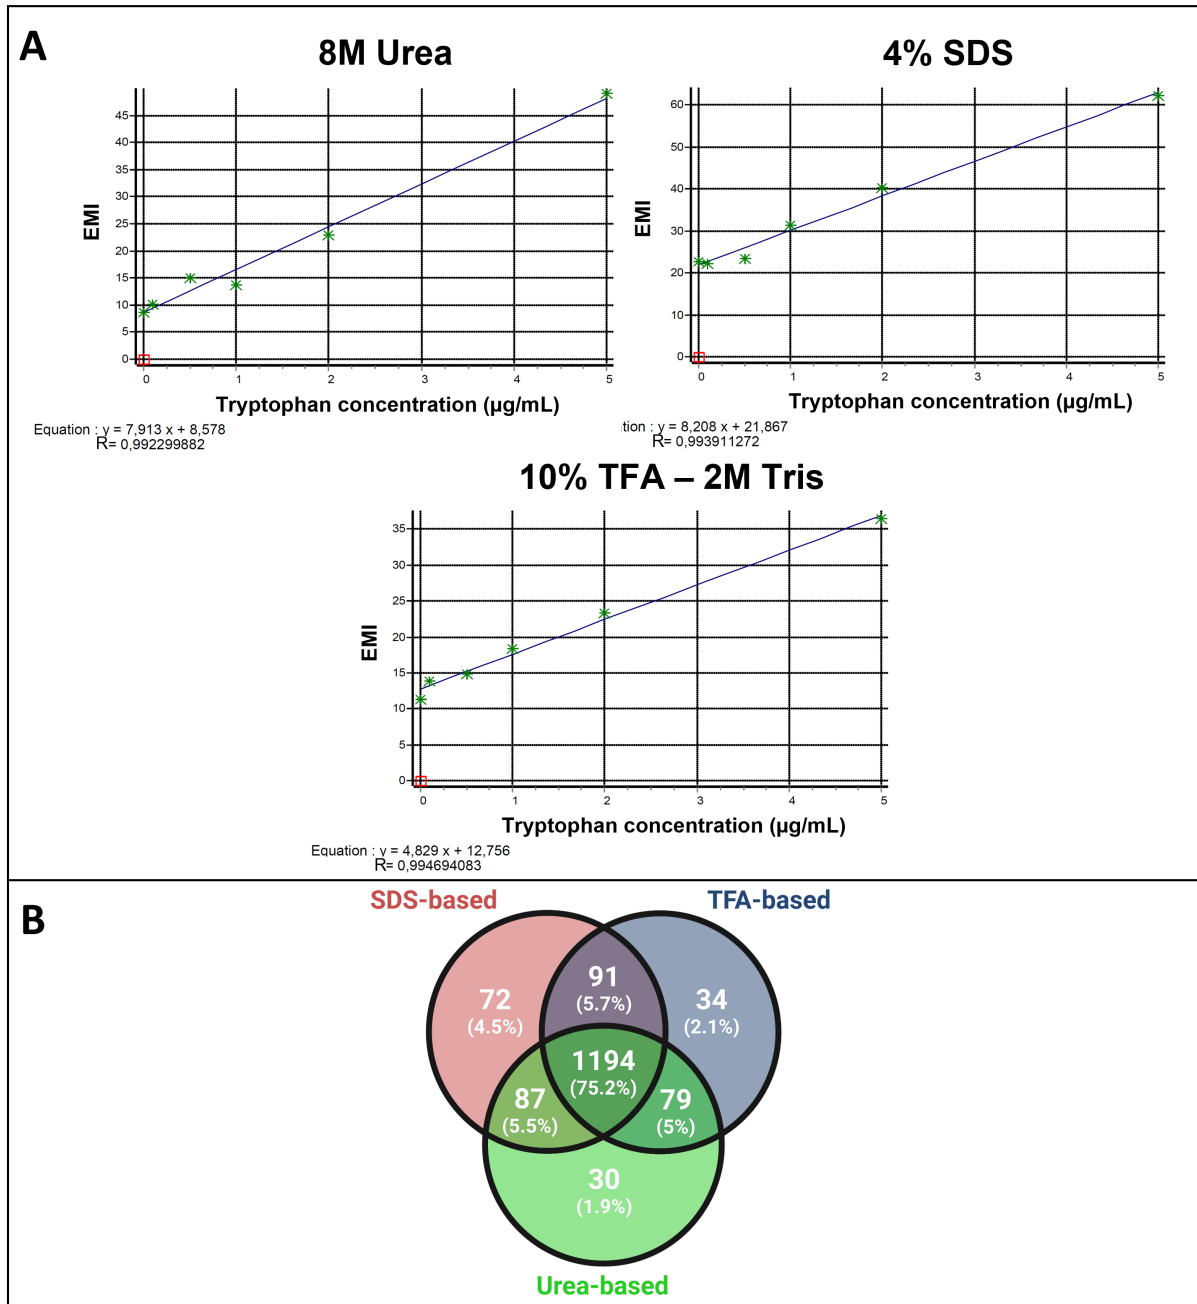 A
8M Urea
4% SDS
EMI
45
40
35
30
25
20
15
10
5
0
0 1 2 3 4 5
Tryptophan concentration (µg/mL)
Equation : y = 7,913 x + 8,578
R= 0,992299882
EMI
60
50
40
30
20
10
0
0 1 2 3 4 5
Tryptophan concentration (µg/mL)
tion : y = 8,208 x + 21,867
R= 0,993911272
10% TFA – 2M Tris
EMI
35
30
25
20
15
10
5
0
0 1 2 3 4 5
Tryptophan concentration (µg/mL)
Equation : y = 4,829 x + 12,756
R= 0,994694083
B
SDS-based
TFA-based
72
(4.5%)
91
(5.7%)
34
(2.1%)
1194
(75.2%)
87
(5.5%)
79
(5%)
30
(1.9%)
Urea-based